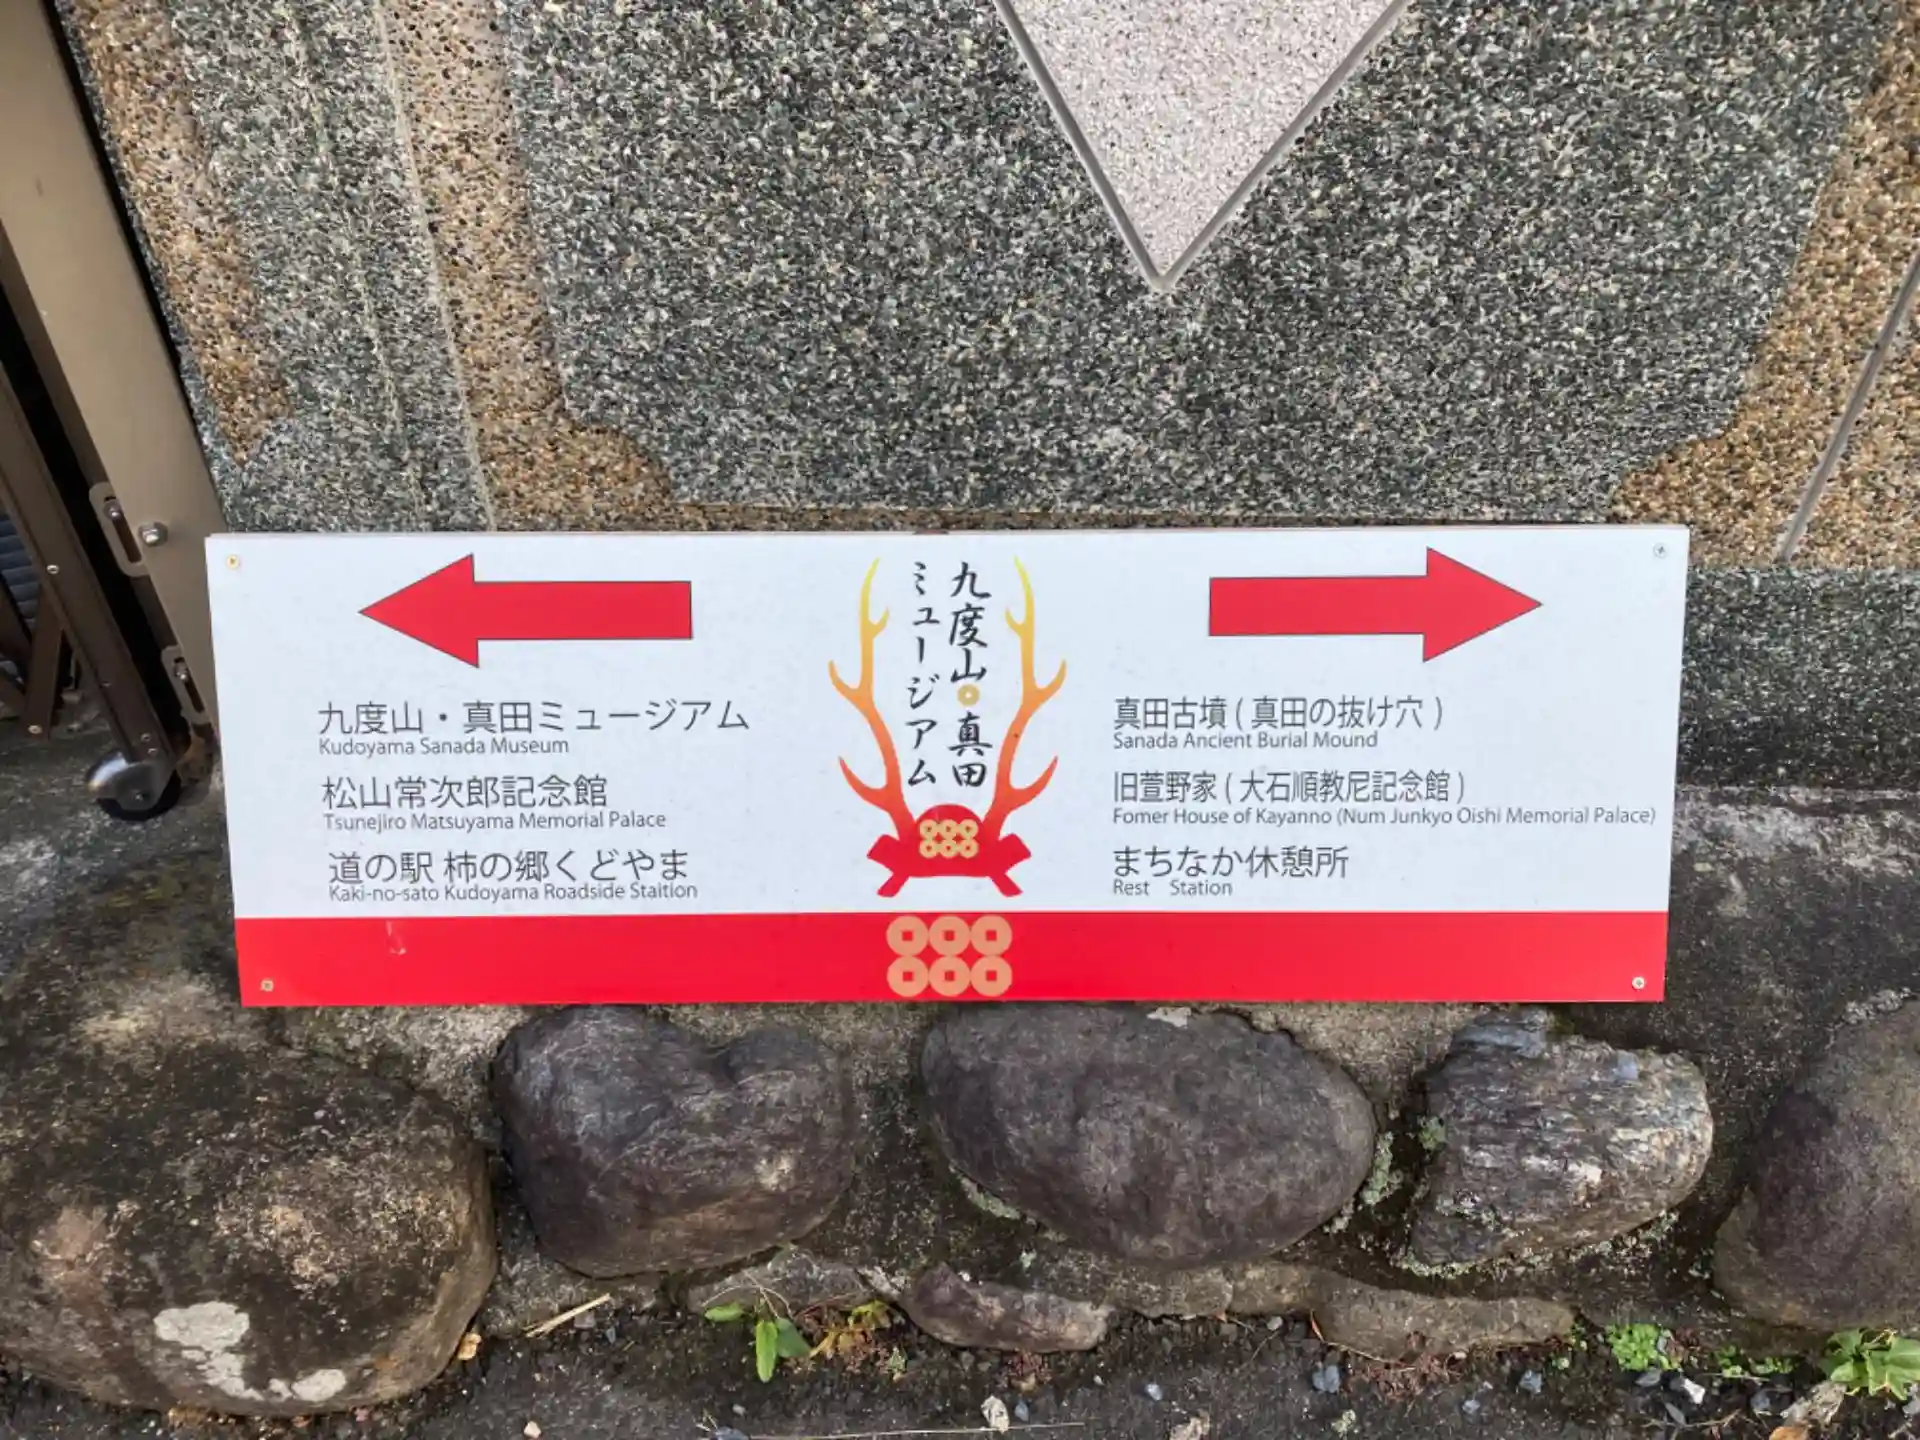 九度山・真田ミュージアム
Kudoyama Sanada Museum
松山常次郎記念館
Tsunejiro Matsuyama Memorial Palace
道の駅 柿の郷くどやま
Kaki-no-sato Kudoyama Roadside Staition
九度山 真田
ミュージアム
真田古墳 ( 真田の抜け穴 )
Sanada Ancient Burial Mound
旧萱野家 ( 大石順教尼記念館 )
Fomer House of Kayanno (Num Junkyo Oishi Memorial Palace)
まちなか休憩所
Rest Station